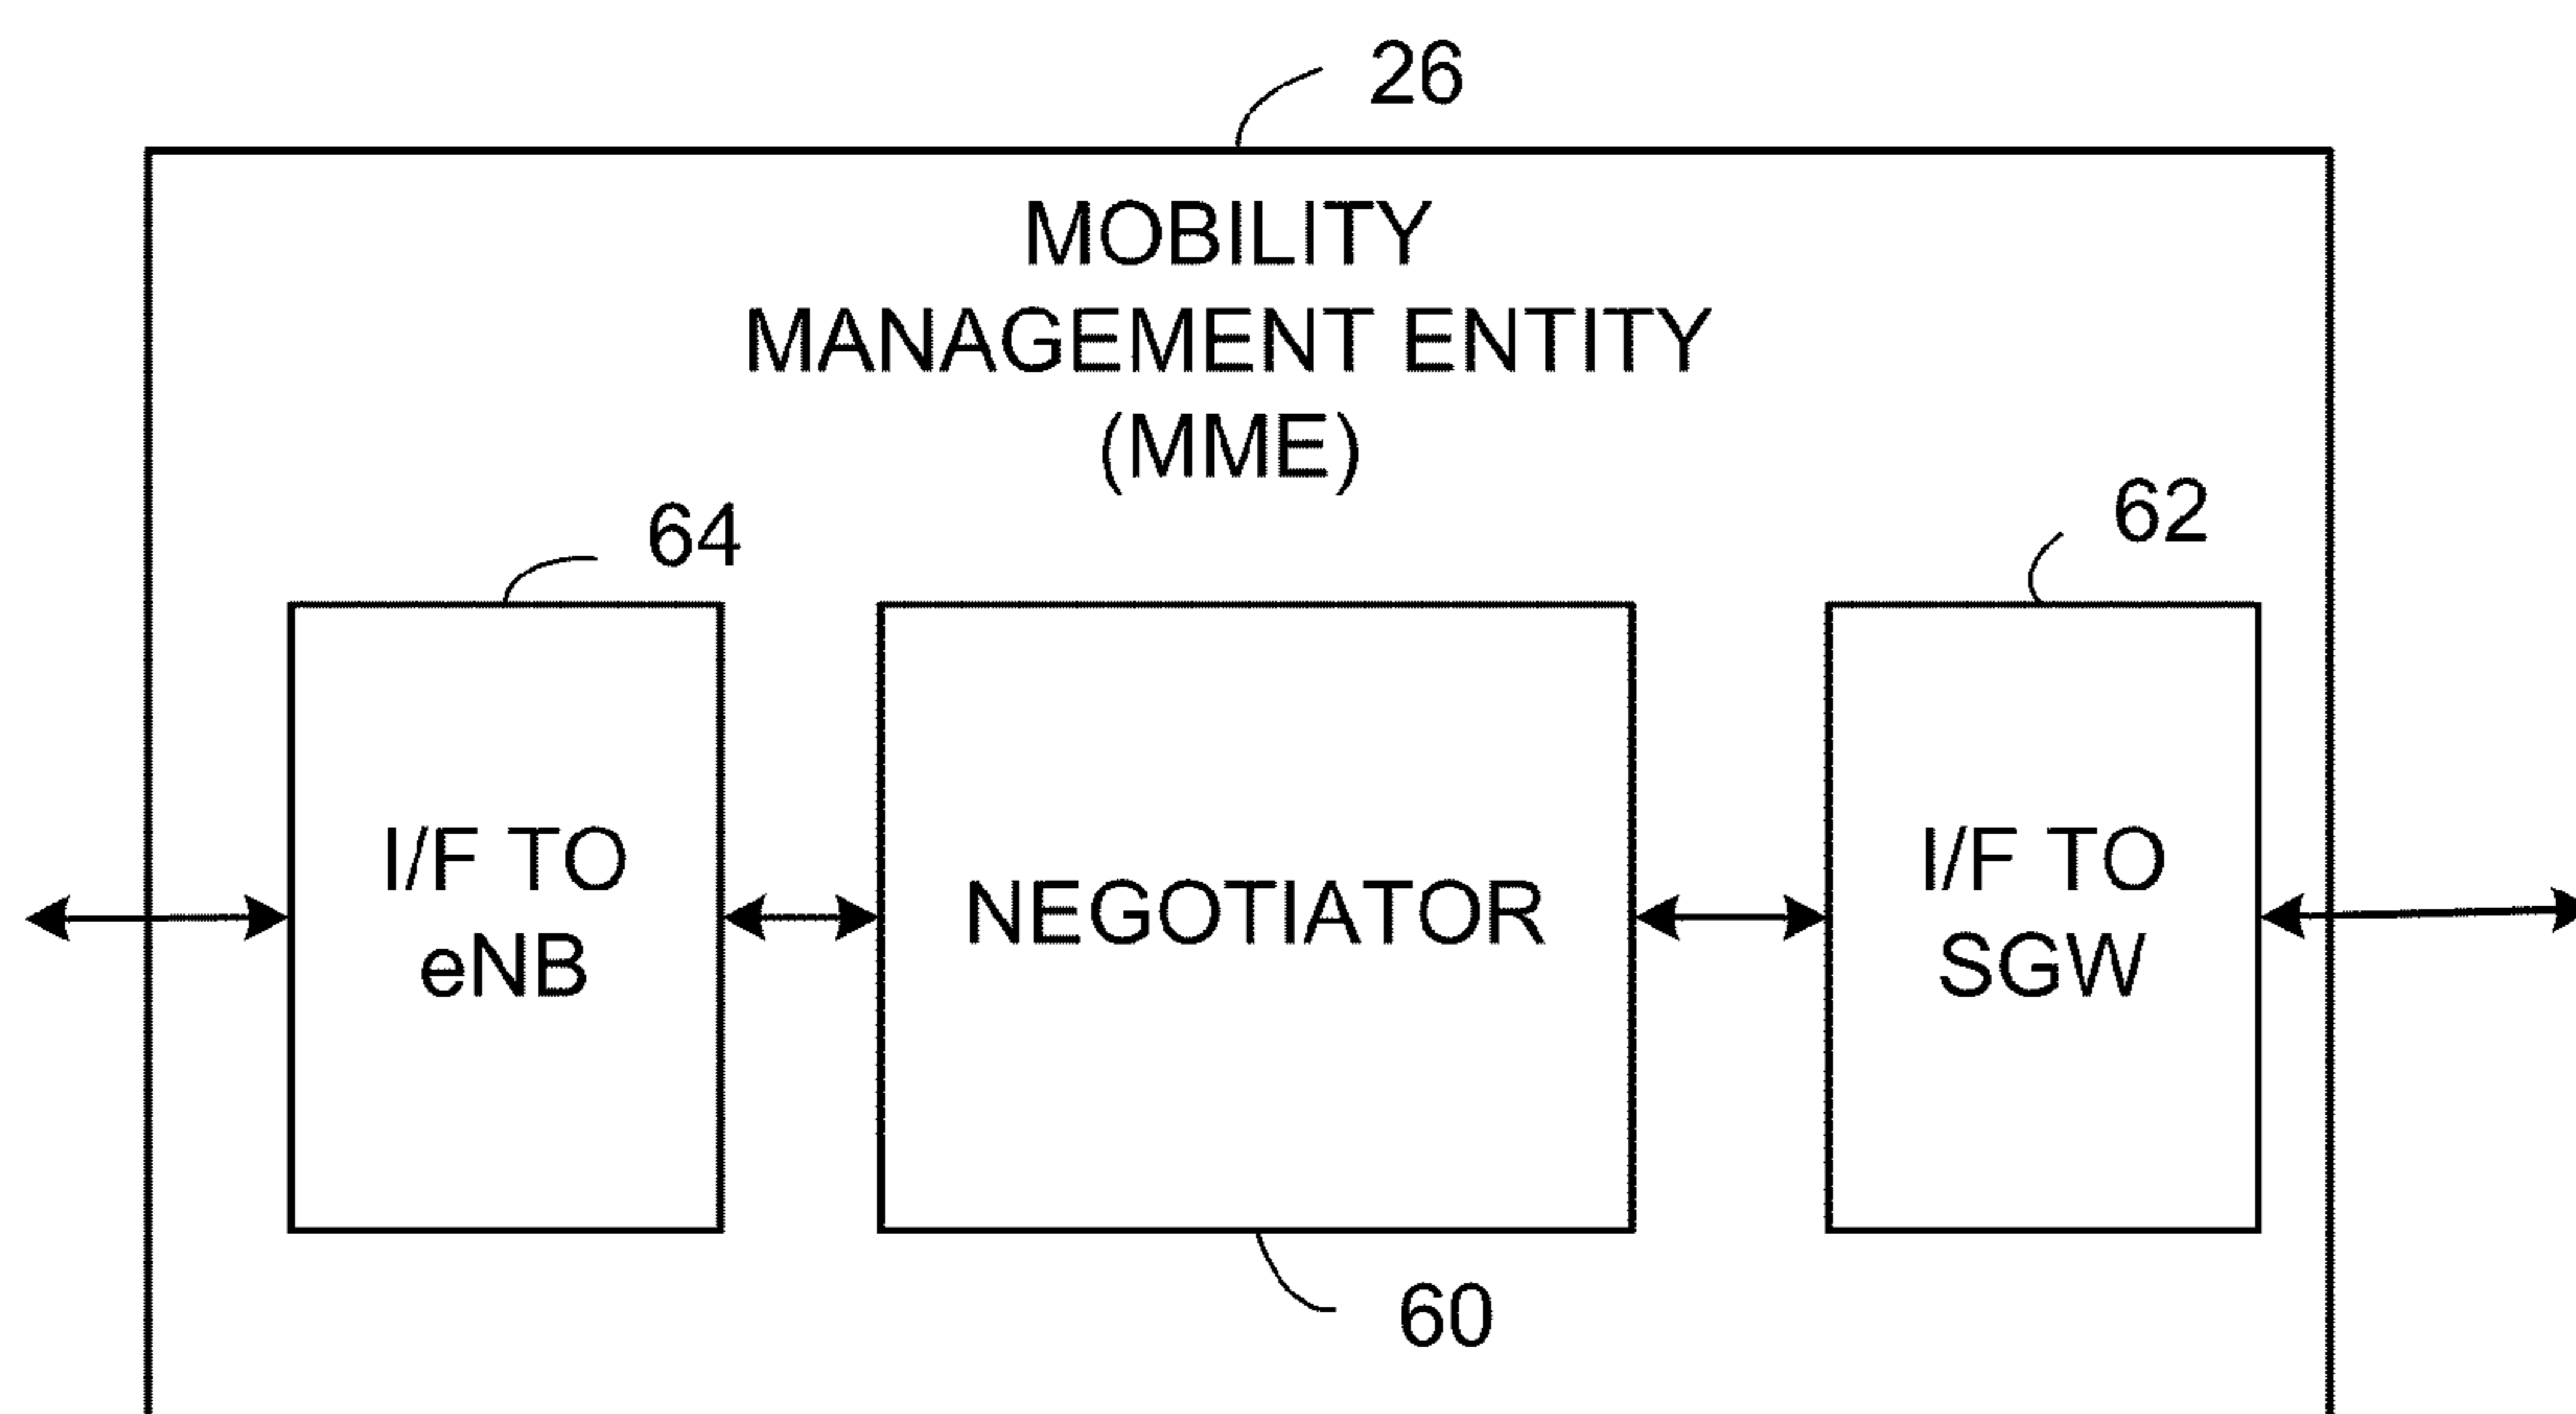 26
MOBILITY
MANAGEMENT ENTITY
(MME)
64
62
I/F TO
eNB
NEGOTIATOR
I/F TO
SGW
60